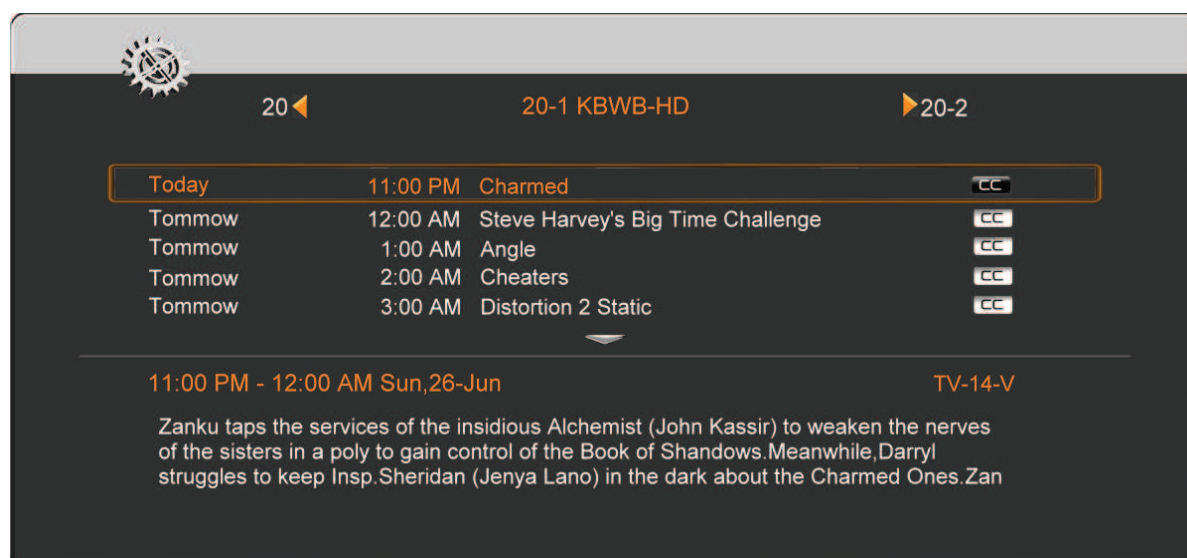 20 20-1 KBWB-HD 20-2
Today 11:00 PM Charmed CC
Tommow 12:00 AM Steve Harvey's Big Time Challenge CC
Tommow 1:00 AM Angle CC
Tommow 2:00 AM Cheaters CC
Tommow 3:00 AM Distortion 2 Static CC
11:00 PM - 12:00 AM Sun,26-Jun TV-14-V
Zanku taps the services of the insidious Alchemist (John Kassir) to weaken the nerves
of the sisters in a poly to gain control of the Book of Shandows.Meanwhile,Darryl
struggles to keep Insp.Sheridan (Jenya Lano) in the dark about the Charmed Ones.Zan